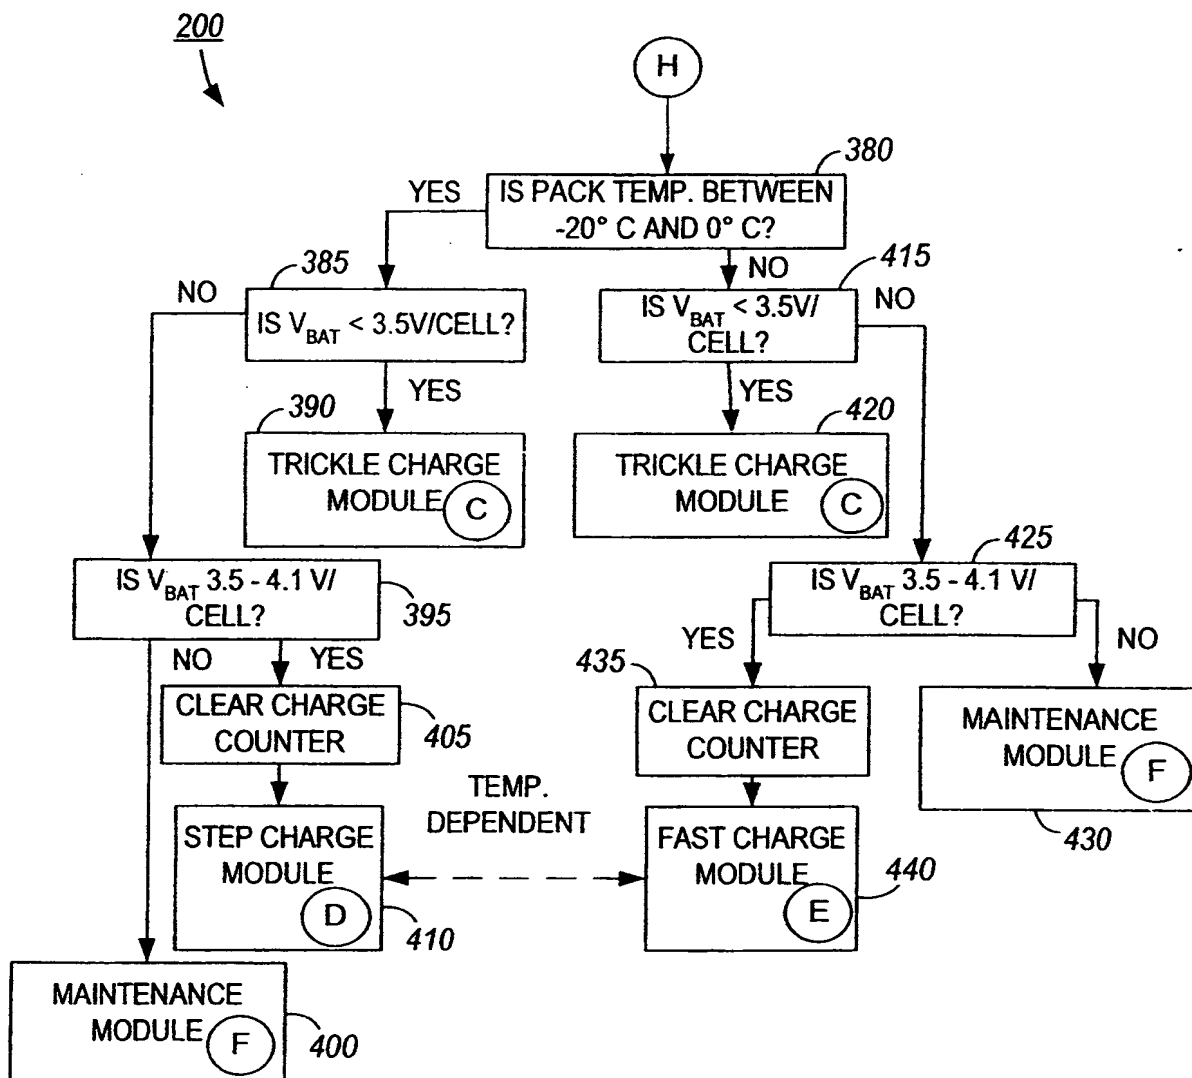 200
H
380
IS PACK TEMP. BETWEEN
-20° C AND 0° C?
YES
NO
385
IS V_BAT < 3.5V/CELL?
NO
YES
415
IS V_BAT < 3.5V/
CELL?
NO
YES
390
TRICKLE CHARGE
MODULE
C
420
TRICKLE CHARGE
MODULE
C
IS V_BAT 3.5 - 4.1 V/
CELL?
395
NO
YES
425
IS V_BAT 3.5 - 4.1 V/
CELL?
YES
NO
CLEAR CHARGE
COUNTER
405
435
CLEAR CHARGE
COUNTER
MAINTENANCE
MODULE
F
430
STEP CHARGE
MODULE
D
410
TEMP.
DEPENDENT
FAST CHARGE
MODULE
E
440
MAINTENANCE
MODULE
F
400